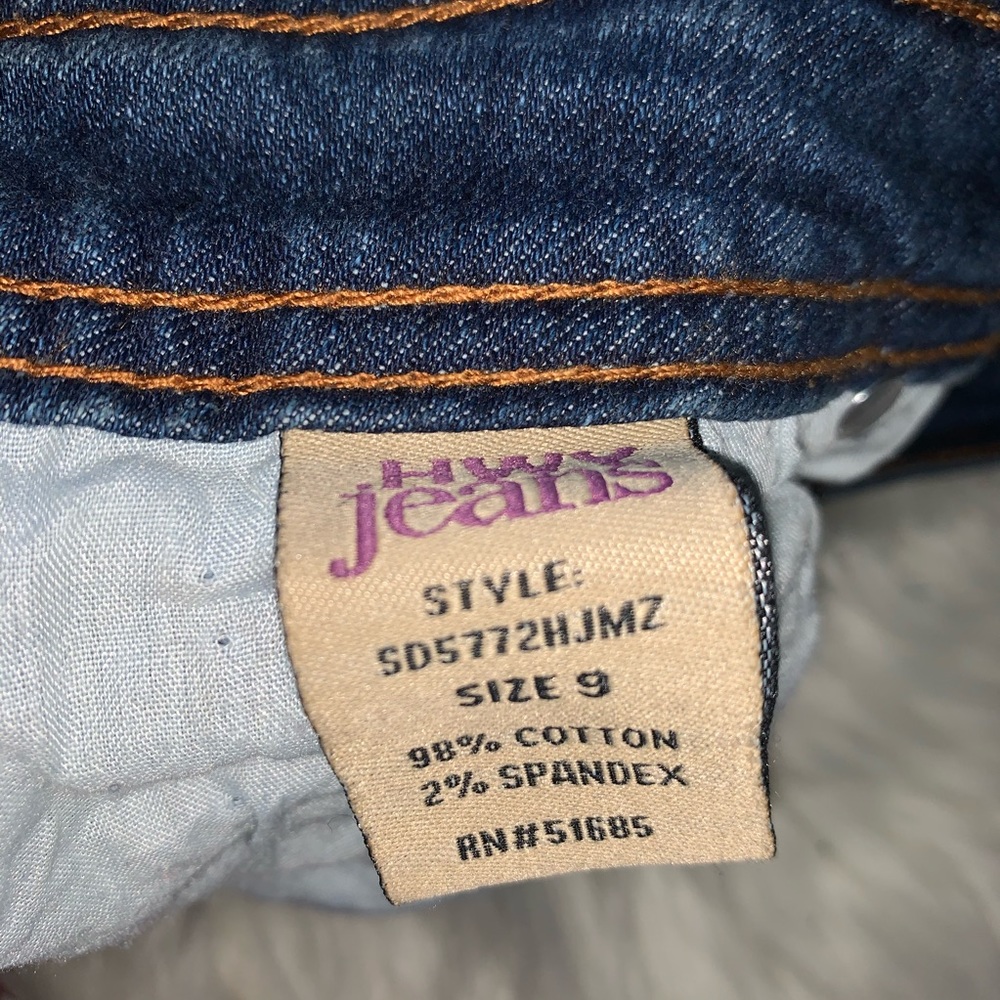 jeans
STYLE:
SD5772HJMZ
SIZE 9
98% COTTON
2% SPANDEX
RN#51685